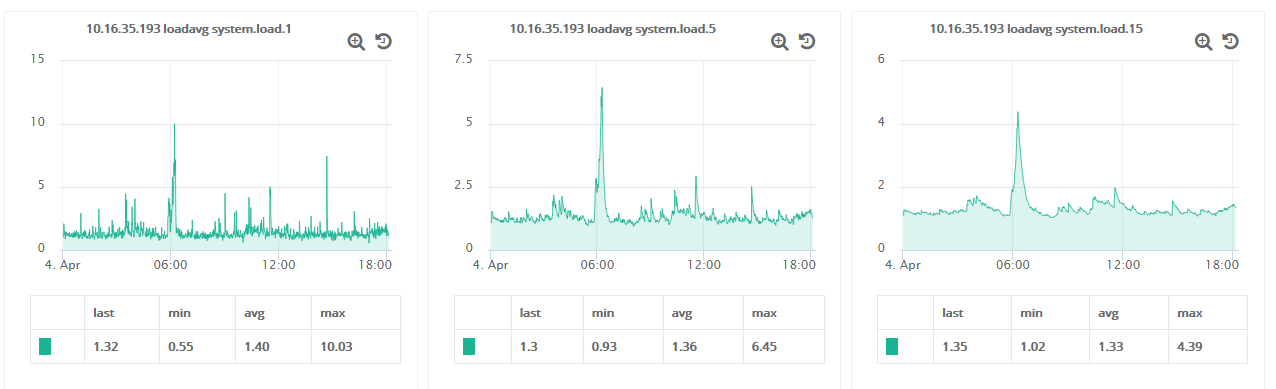 10.16.35.193 loadavg system.load.1
15
10
5
0
4. Apr 06:00 12:00 18:00
last min avg max
1.32 0.55 1.40 10.03
10.16.35.193 loadavg system.load.5
7.5
5
2.5
0
4. Apr 06:00 12:00 18:00
last min avg max
1.3 0.93 1.36 6.45
10.16.35.193 loadavg system.load.15
6
4
2
0
4. Apr 06:00 12:00 18:00
last min avg max
1.35 1.02 1.33 4.39